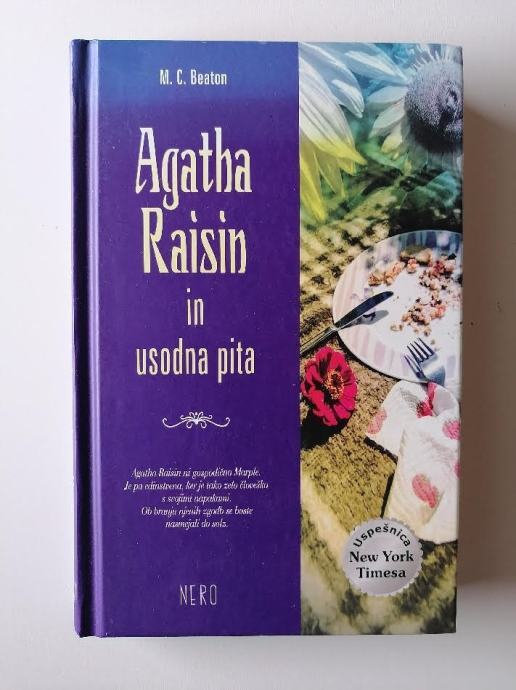 M. C. Beaton
Agatha
Raisin
in
usodna pita
Agatha Raisin ni gospodična Marple.
Je pa edinstvena, ker je tako zelo človeška
s svojimi napakami.
Ob branju njenih zgodb se boste
nasmejali do solz.
Uspešnica
New York
Timesa
NERO